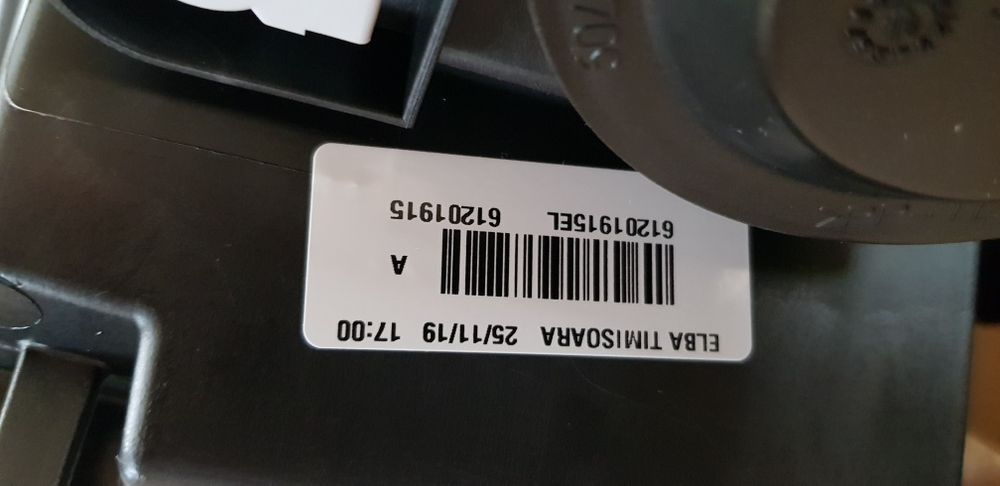 ELBA TIMISOARA 25/11/19 17:00
A
61201915EL 61201915